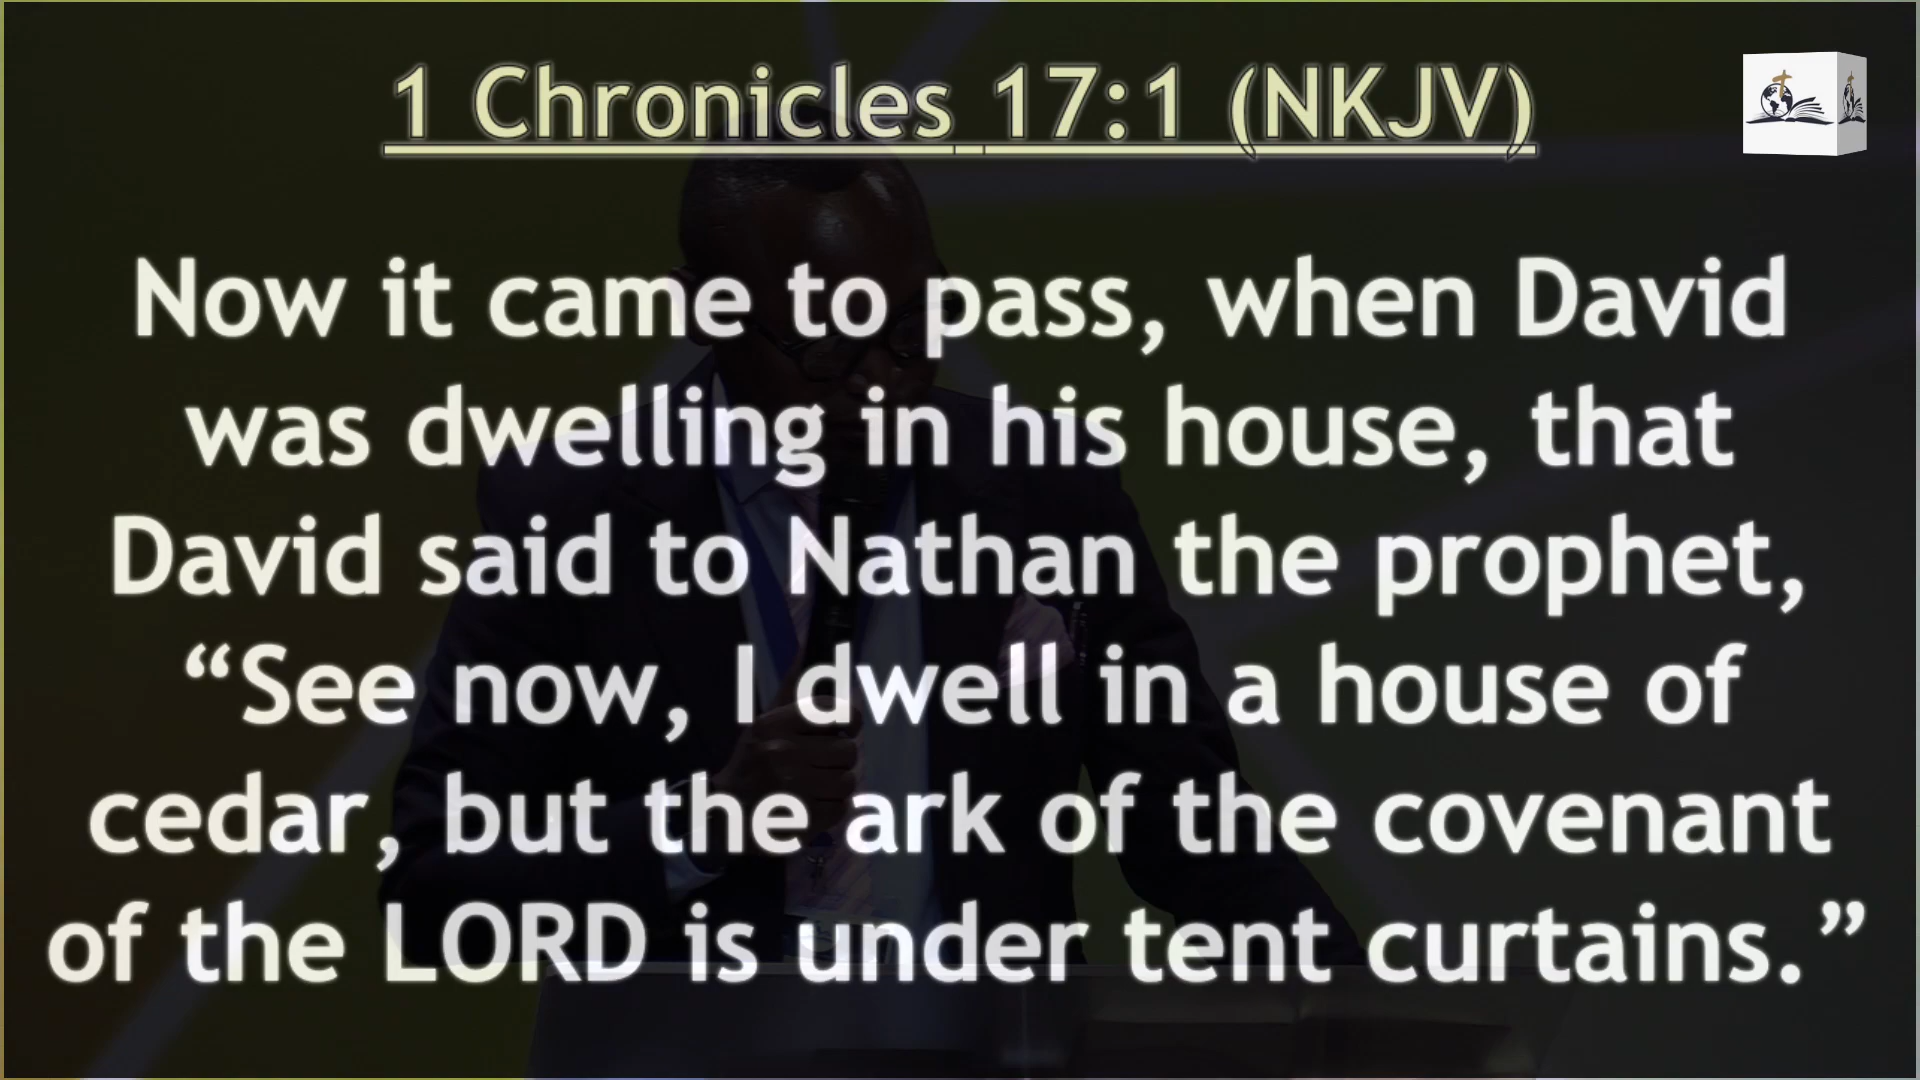 1 Chronicles 17:1 (NKJV)
Now it came to pass, when David
was dwelling in his house, that
David said to Nathan the prophet,
“See now, I dwell in a house of
cedar, but the ark of the covenant
of the LORD is under tent curtains.”